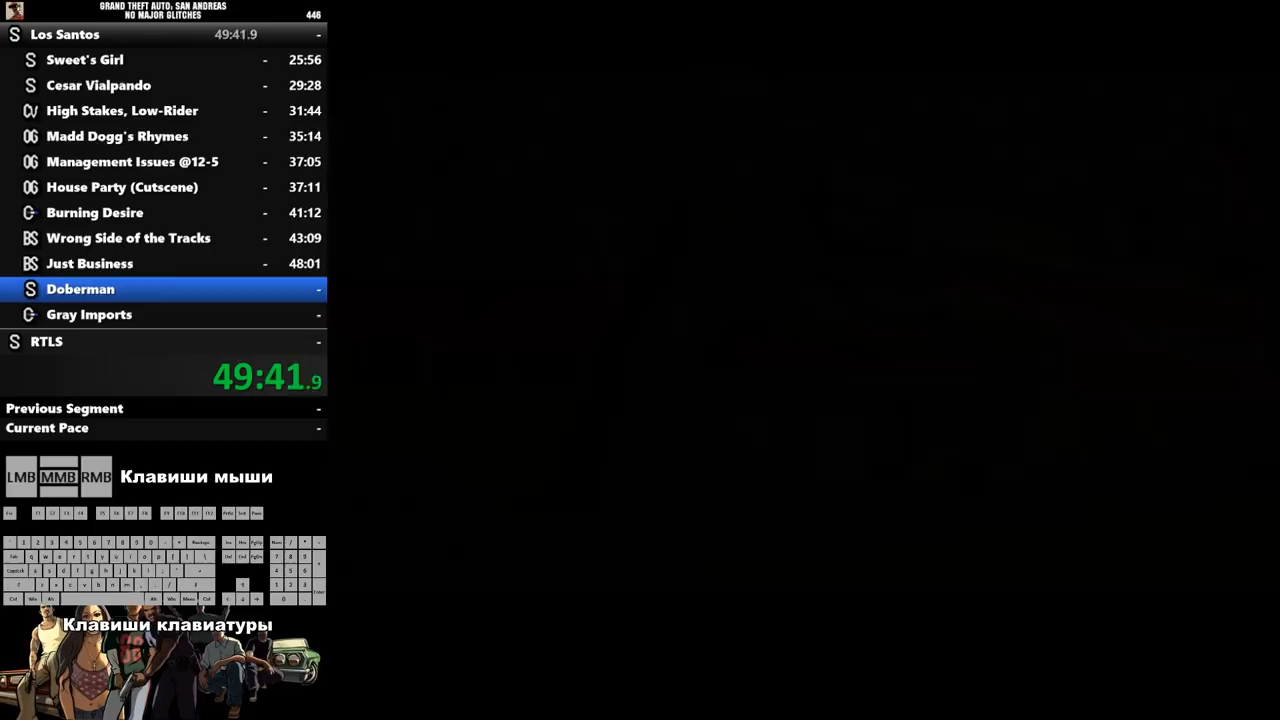 GRAND THEFT AUTO: SAN ANDREAS
NO MAJOR GLITCHES
446
Los Santos 49:41.9 -
Sweet's Girl - 25:56
Cesar Vialpando - 29:28
High Stakes, Low-Rider - 31:44
Madd Dogg's Rhymes - 35:14
Management Issues @12-5 - 37:05
House Party (Cutscene) - 37:11
Burning Desire - 41:12
Wrong Side of the Tracks - 43:09
Just Business - 48:01
Doberman -
Gray Imports -
RTLS -
49:41.9
Previous Segment -
Current Pace -
LMB MMB RMB Клавиши мыши
Клавиши клавиатуры